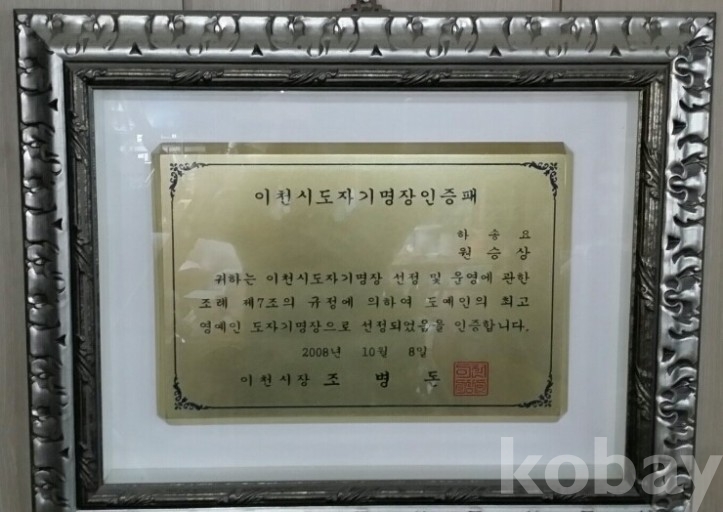 이천시도자기명장인증패
하 송 요
원 승 상
귀하는 이천시도자기명장 선정 및 운영에 관한
조례 제7조의 규정에 의하여 도예인의 최고
영예인 도자기명장으로 선정되었음을 인증합니다.
2008년 10월 8일
이천시장 조 병 돈
kobay